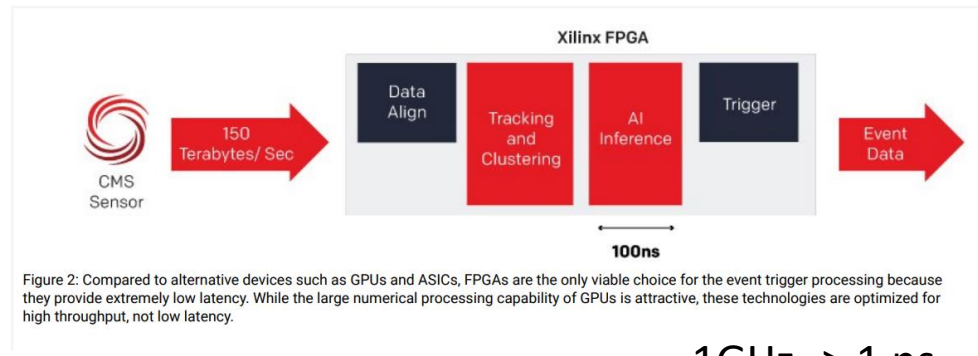 Xilinx FPGA
150
Terabytes/ Sec
CMS
Sensor
Data
Align
Tracking
and
Clustering
AI
Inference
Trigger
Event
Data
100ns
Figure 2: Compared to alternative devices such as GPUs and ASICs, FPGAs are the only viable choice for the event trigger processing because
they provide extremely low latency. While the large numerical processing capability of GPUs is attractive, these technologies are optimized for
high throughput, not low latency.
1GHz -> 1 ns